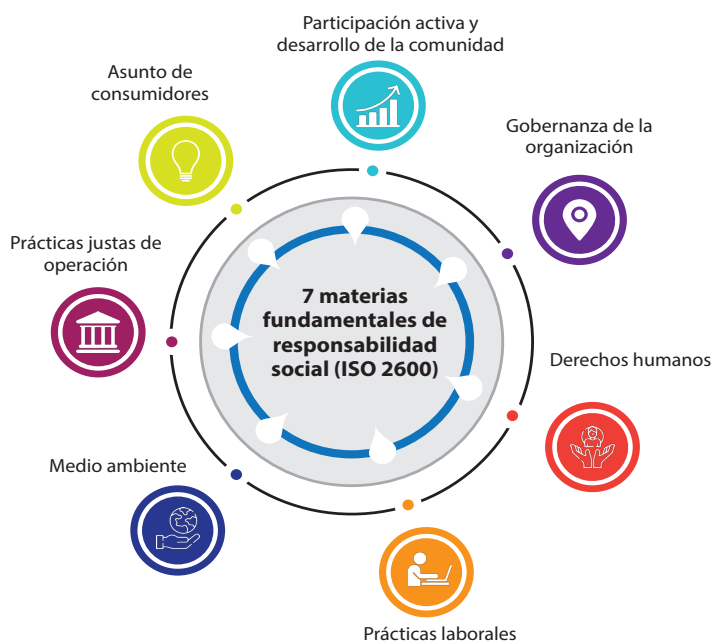 Participación activa y
desarrollo de la comunidad
Asunto de
consumidores
Gobernanza de la
organización
Prácticas justas de
operación
7 materias
fundamentales de
responsabilidad
social (ISO 2600)
Derechos humanos
Medio ambiente
Prácticas laborales